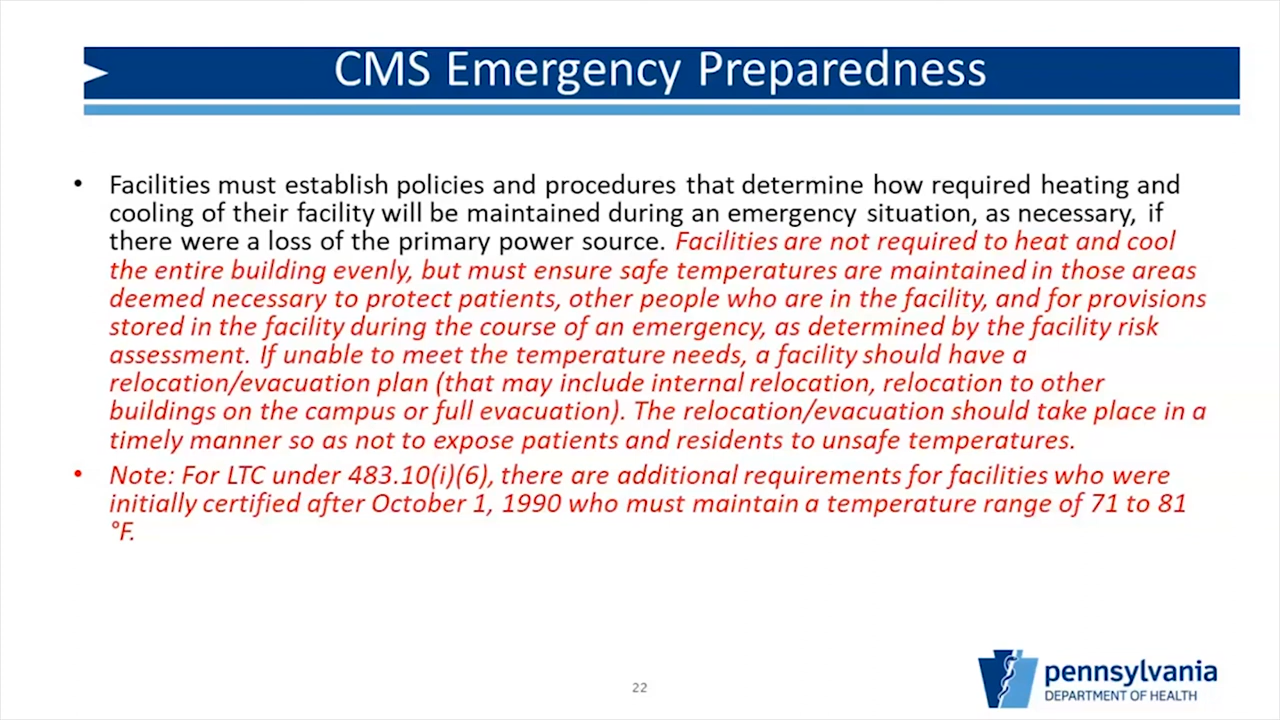 CMS Emergency Preparedness
• Facilities must establish policies and procedures that determine how required heating and
cooling of their facility will be maintained during an emergency situation, as necessary, if
there were a loss of the primary power source. Facilities are not required to heat and cool
the entire building evenly, but must ensure safe temperatures are maintained in those areas
deemed necessary to protect patients, other people who are in the facility, and for provisions
stored in the facility during the course of an emergency, as determined by the facility risk
assessment. If unable to meet the temperature needs, a facility should have a
relocation/evacuation plan (that may include internal relocation, relocation to other
buildings on the campus or full evacuation). The relocation/evacuation should take place in a
timely manner so as not to expose patients and residents to unsafe temperatures.
• Note: For LTC under 483.10(i)(6), there are additional requirements for facilities who were
initially certified after October 1, 1990 who must maintain a temperature range of 71 to 81
°F.
22
pennsylvania
DEPARTMENT OF HEALTH